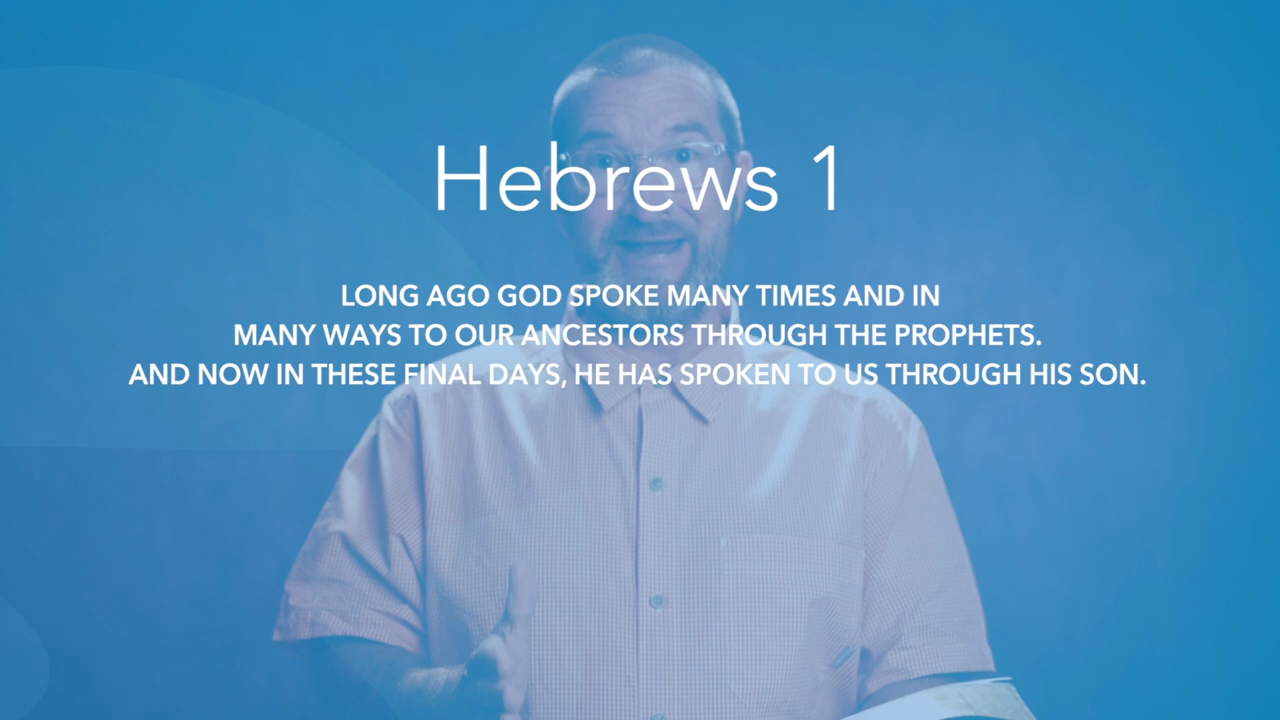 Hebrews 1
LONG AGO GOD SPOKE MANY TIMES AND IN
MANY WAYS TO OUR ANCESTORS THROUGH THE PROPHETS.
AND NOW IN THESE FINAL DAYS, HE HAS SPOKEN TO US THROUGH HIS SON.